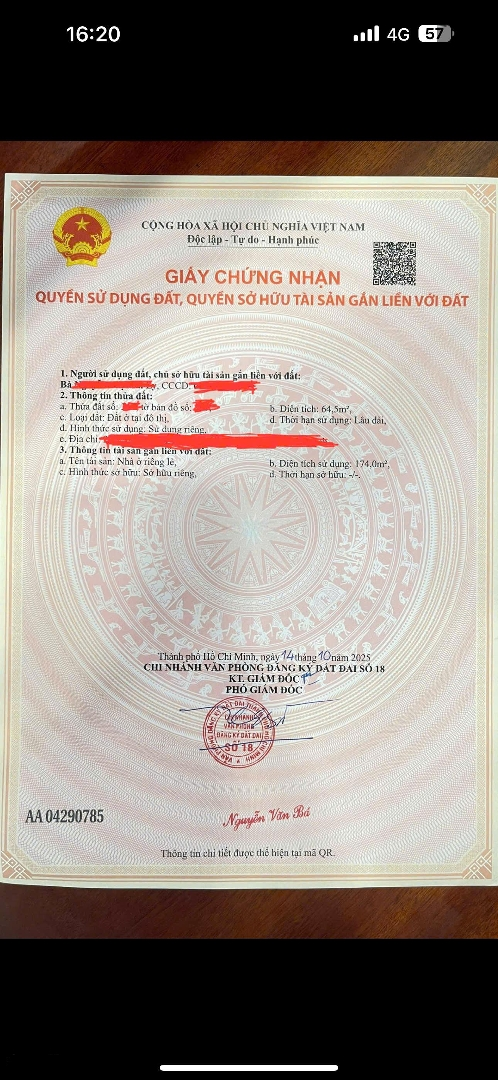 16:20
4G 57
CỘNG HÒA XÃ HỘI CHỦ NGHĨA VIỆT NAM
Độc lập - Tự do - Hạnh phúc
GIẤY CHỨNG NHẬN
QUYỀN SỬ DỤNG ĐẤT, QUYỀN SỞ HỮU TÀI SẢN GẮN LIỀN VỚI ĐẤT
1. Người sử dụng đất, chủ sở hữu tài sản gắn liền với đất:
Bà , CCCD:
2. Thông tin thửa đất:
a. Thửa đất số: tờ bản đồ số: b. Diện tích: 64,5m²,
c. Loại đất: Đất ở tại đô thị, d. Thời hạn sử dụng: Lâu dài,
đ. Hình thức sử dụng: Sử dụng riêng,
e. Địa chỉ:
3. Thông tin tài sản gắn liền với đất:
a. Tên tài sản: Nhà ở riêng lẻ, b. Diện tích sử dụng: 174,0m²,
c. Hình thức sở hữu: Sở hữu riêng, d. Thời hạn sở hữu: -/-.
Thành phố Hồ Chí Minh, ngày 14 tháng 10 năm 2025
CHI NHÁNH VĂN PHÒNG ĐĂNG KÝ ĐẤT ĐAI SỐ 18
KT. GIÁM ĐỐC
PHÓ GIÁM ĐỐC
CHI NHÁNH
VĂN PHÒNG
ĐĂNG KÝ ĐẤT ĐAI
SỐ 18
AA 04290785
Nguyễn Văn Bá
Thông tin chi tiết được thể hiện tại mã QR.